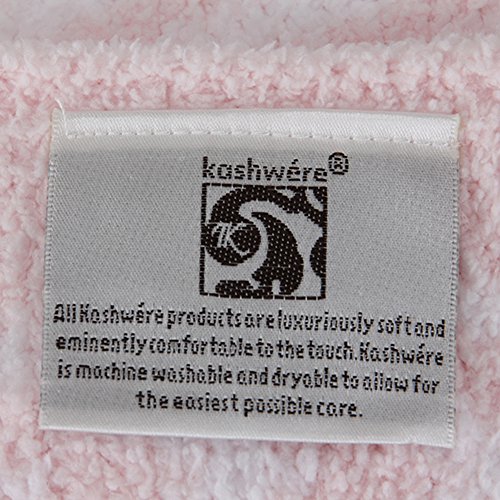 kashwére®
K
All Kashwére products are luxuriously soft and
eminently comfortable to the touch. Kashwére
is machine washable and dryable to allow for
the easiest possible care.